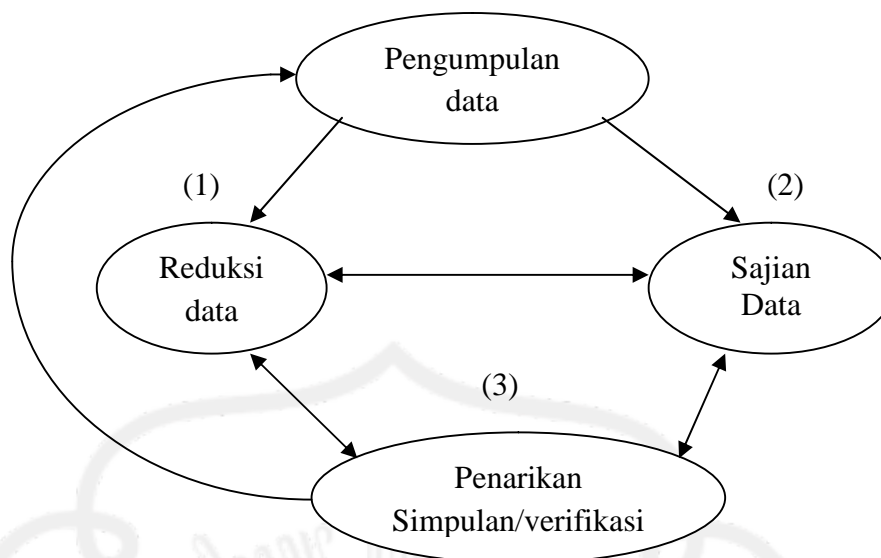 Pengumpulan
data
(1)
(2)
Reduksi
data
Sajian
Data
(3)
Penarikan
Simpulan/verifikasi